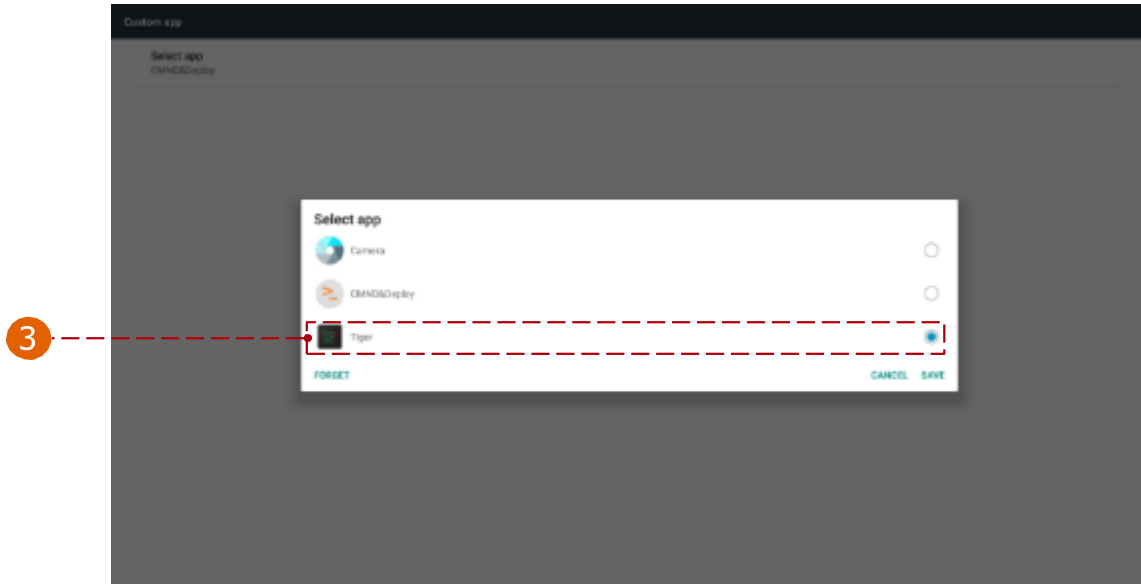 Custom app
Select app
CMND&Deploy
Select app
Camera
CMND&Deploy
3
Tiger
FORGET
CANCEL SAVE